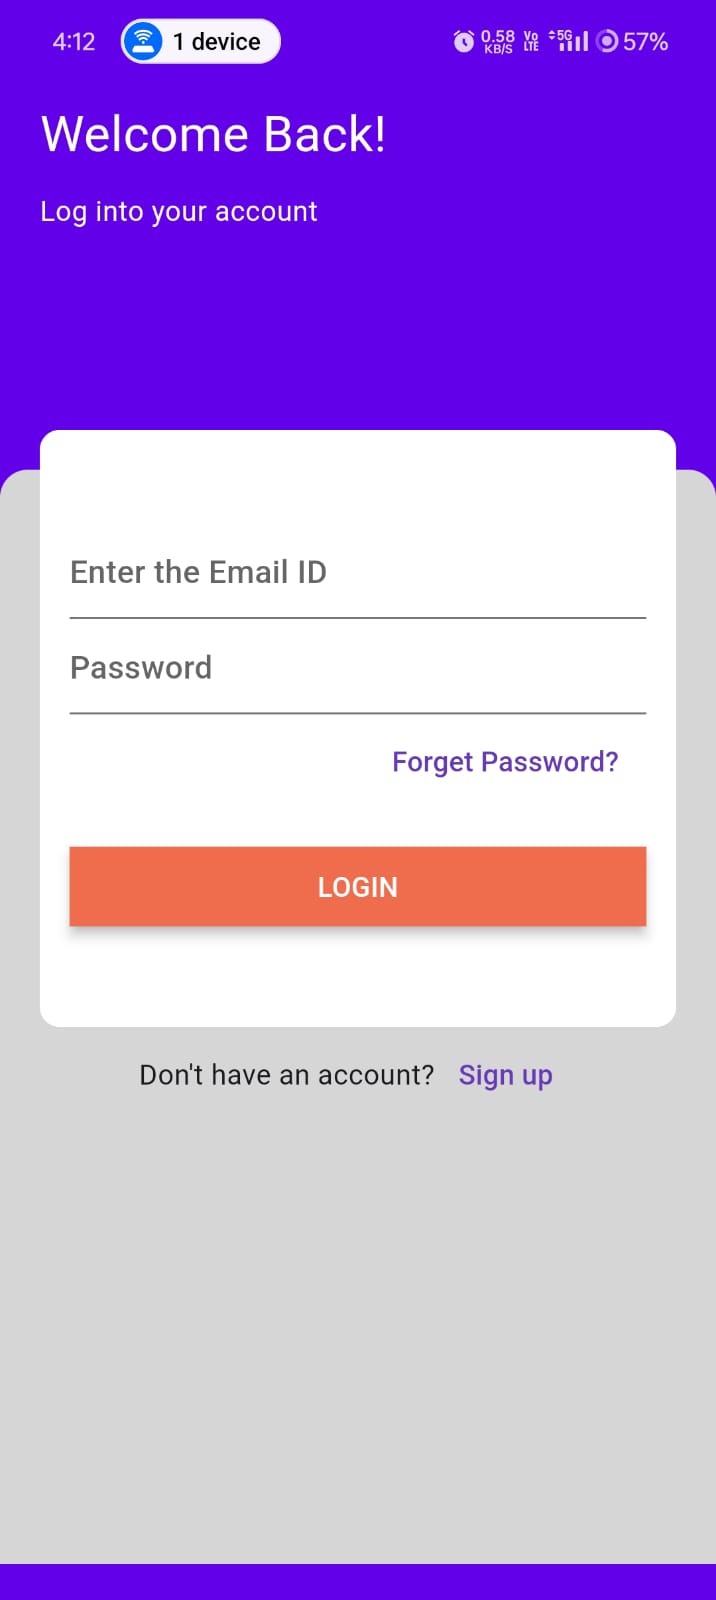 4:12 1 device 0.58 KB/S Vo LTE 5G 57%
Welcome Back!
Log into your account
Enter the Email ID
Password
Forget Password?
LOGIN
Don't have an account? Sign up